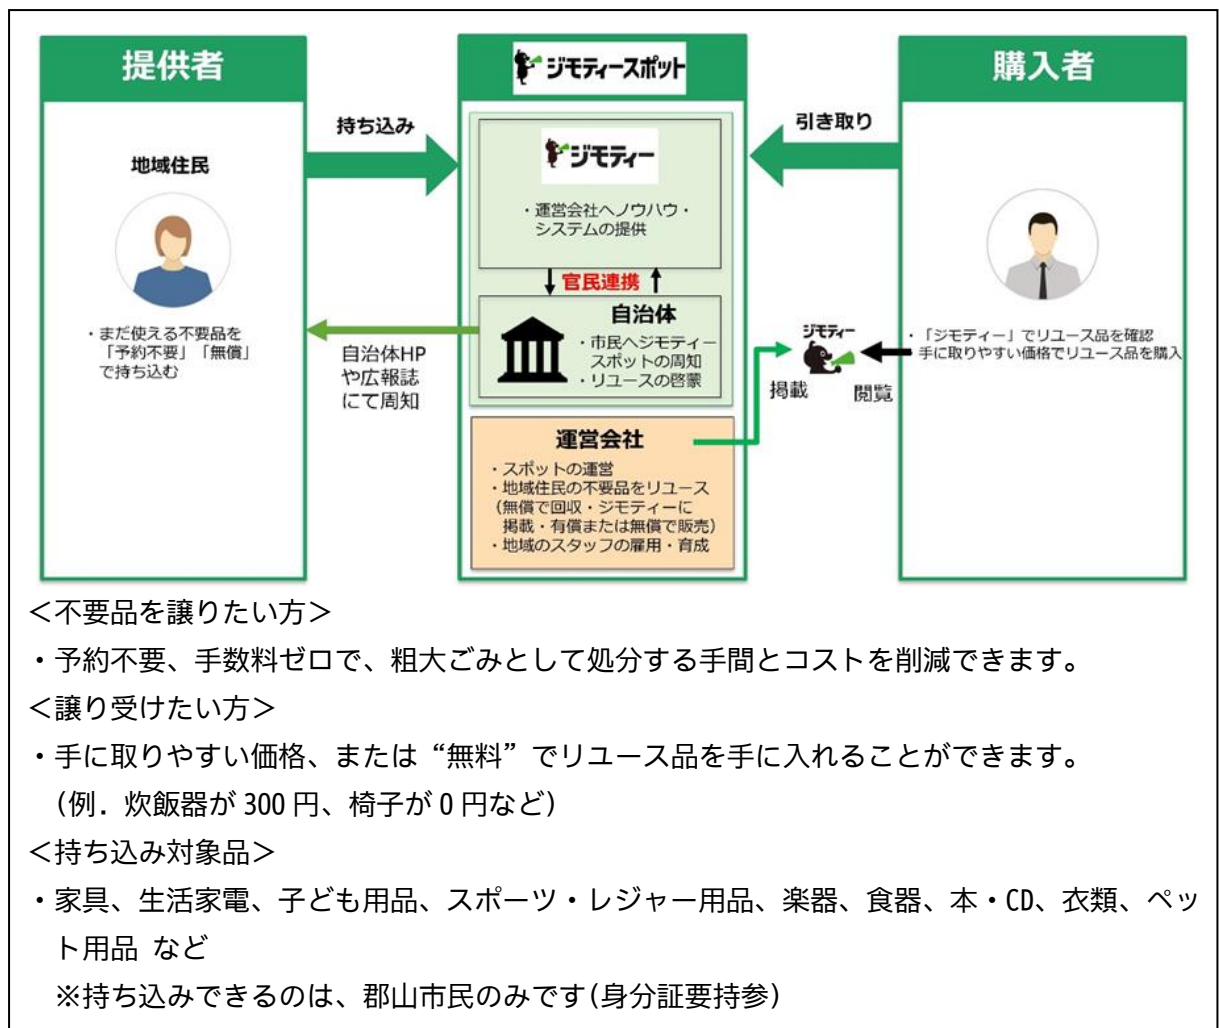 提供者
地域住民
・まだ使える不要品を
「予約不要」「無償」
で持ち込む
持ち込み
自治体HP
や広報誌
にて周知
ジモティースポット
ジモティー
・運営会社へノウハウ・
システムの提供
官民連携
自治体
・市民へジモティー
スポットの周知
・リユースの啓蒙
運営会社
・スポットの運営
・地域住民の不要品をリユース
（無償で回収・ジモティーに
掲載・有償または無償で販売）
・地域のスタッフの雇用・育成
引き取り
ジモティー
掲載
閲覧
購入者
・「ジモティー」でリユース品を確認
手に取りやすい価格でリユース品を購入
＜不要品を譲りたい方＞
・予約不要、手数料ゼロで、粗大ごみとして処分する手間とコストを削減できます。
＜譲り受けたい方＞
・手に取りやすい価格、または“無料”でリユース品を手に入れることができます。
（例．炊飯器が 300 円、椅子が 0 円など）
＜持ち込み対象品＞
・家具、生活家電、子ども用品、スポーツ・レジャー用品、楽器、食器、本・CD、衣類、ペッ
ト用品 など
※持ち込みできるのは、郡山市民のみです(身分証要持参)